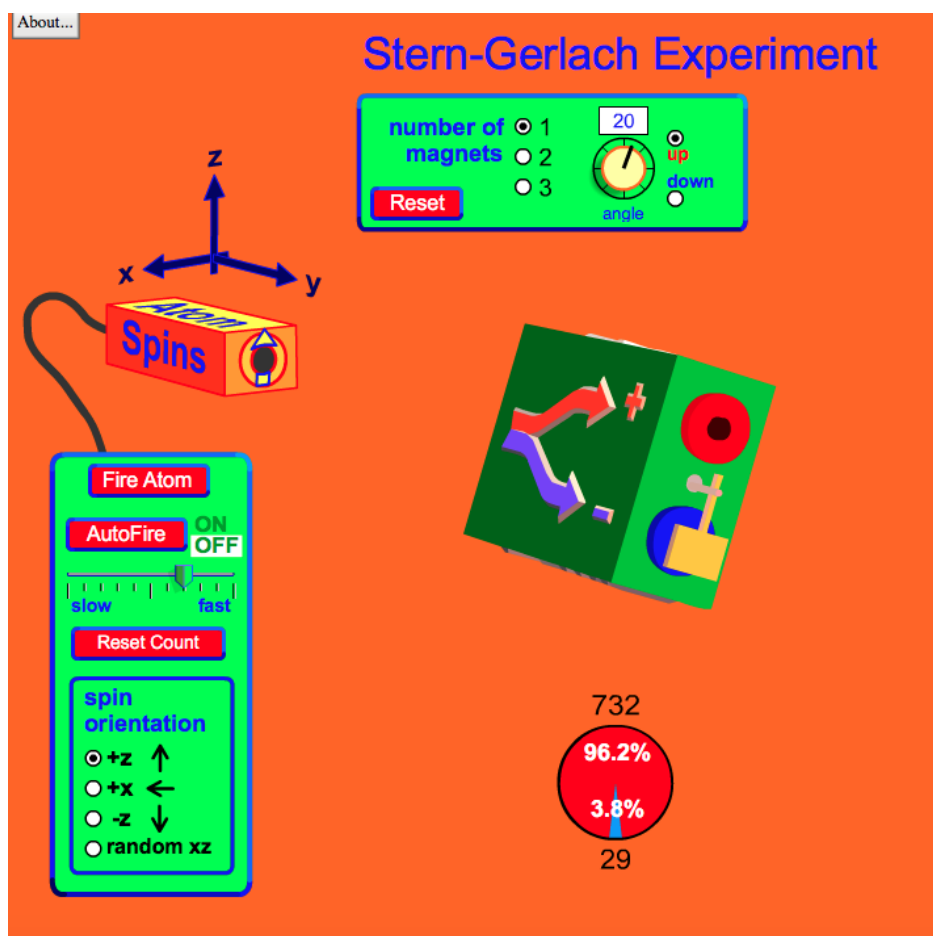 About...
Stern-Gerlach Experiment
number of
magnets
1
2
3
20
up
down
angle
Reset
z
x
y
Atom
Spins
+
-
Fire Atom
AutoFire
ON
OFF
slow
fast
Reset Count
spin
orientation
+z ↑
+x ←
-z ↓
random xz
732
96.2%
3.8%
29